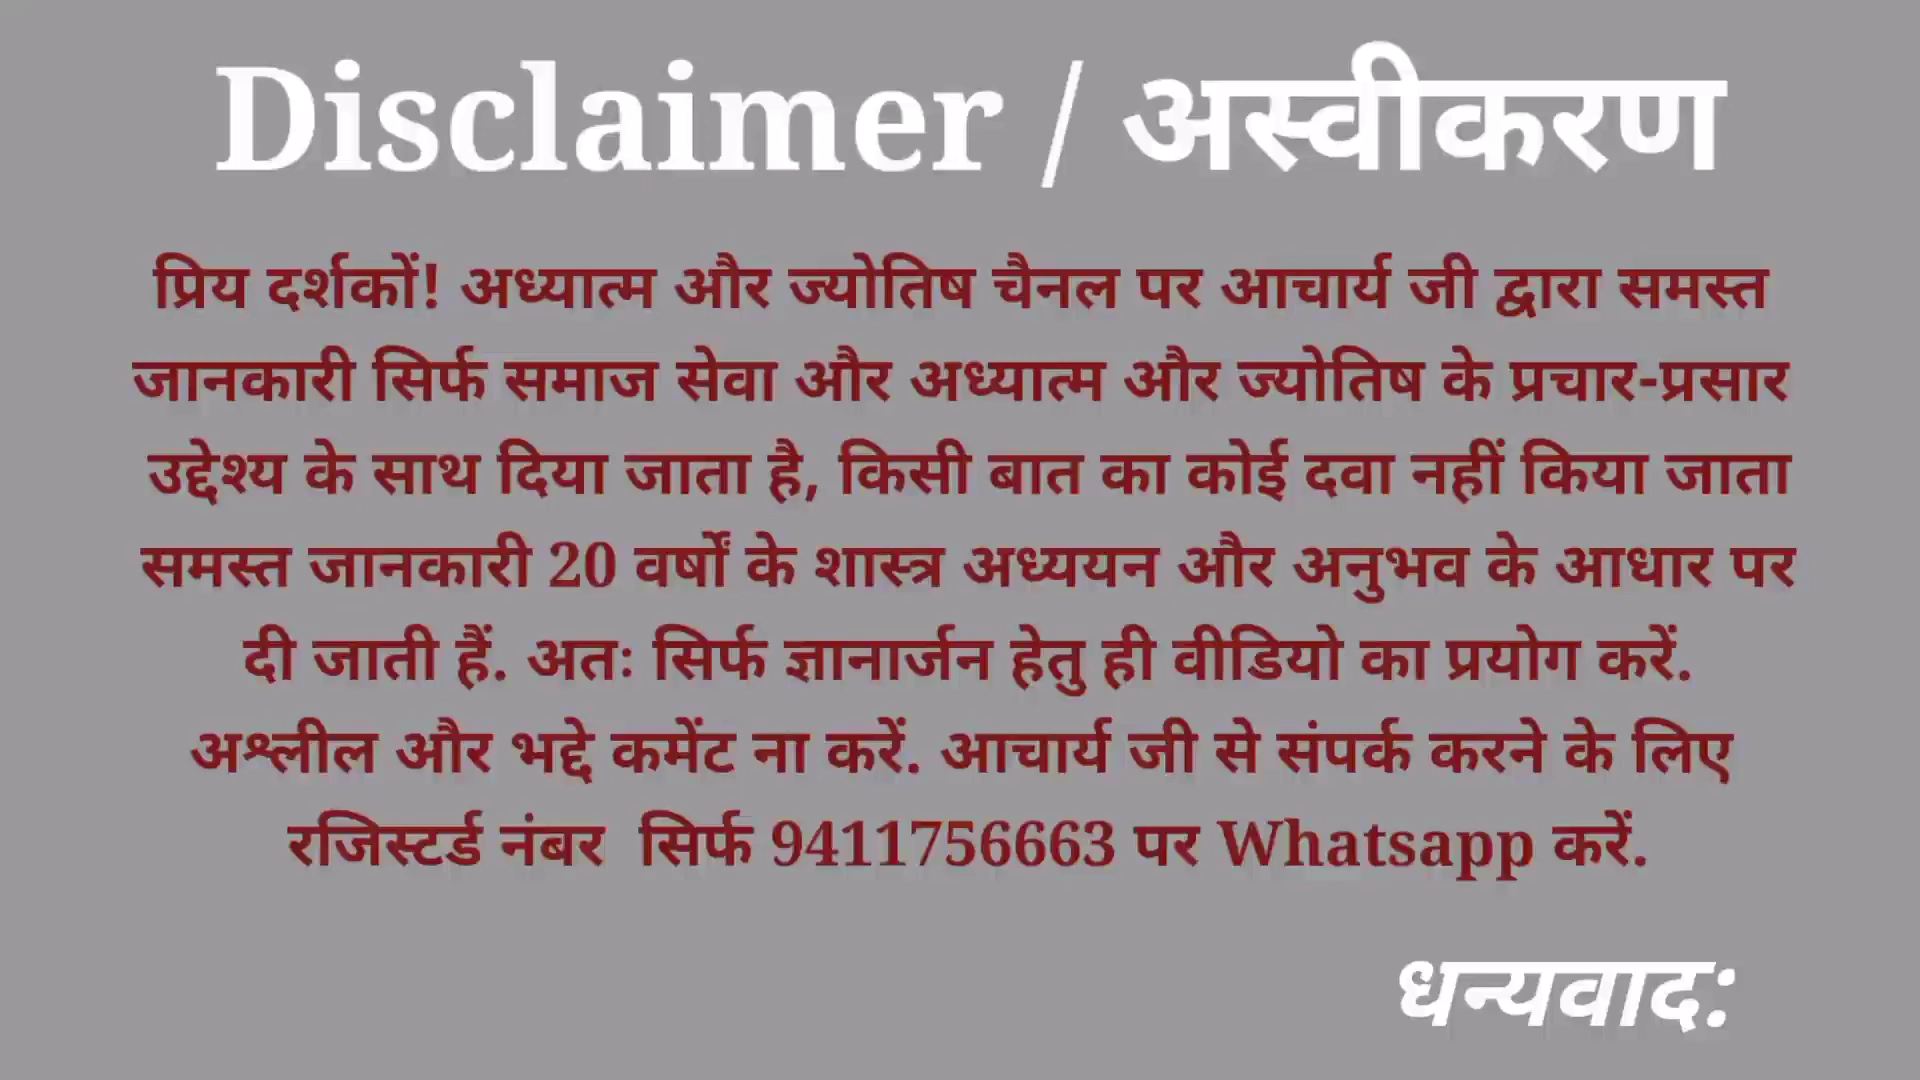 Disclaimer / अस्वीकरण
प्रिय दर्शकों! अध्यात्म और ज्योतिष चैनल पर आचार्य जी द्वारा समस्त
जानकारी सिर्फ समाज सेवा और अध्यात्म और ज्योतिष के प्रचार-प्रसार
उद्देश्य के साथ दिया जाता है, किसी बात का कोई दवा नहीं किया जाता
समस्त जानकारी 20 वर्षों के शास्त्र अध्ययन और अनुभव के आधार पर
दी जाती हैं. अतः सिर्फ ज्ञानार्जन हेतु ही वीडियो का प्रयोग करें.
अश्लील और भद्दे कमेंट ना करें. आचार्य जी से संपर्क करने के लिए
रजिस्टर्ड नंबर  सिर्फ 9411756663 पर Whatsapp करें.
धन्यवाद: